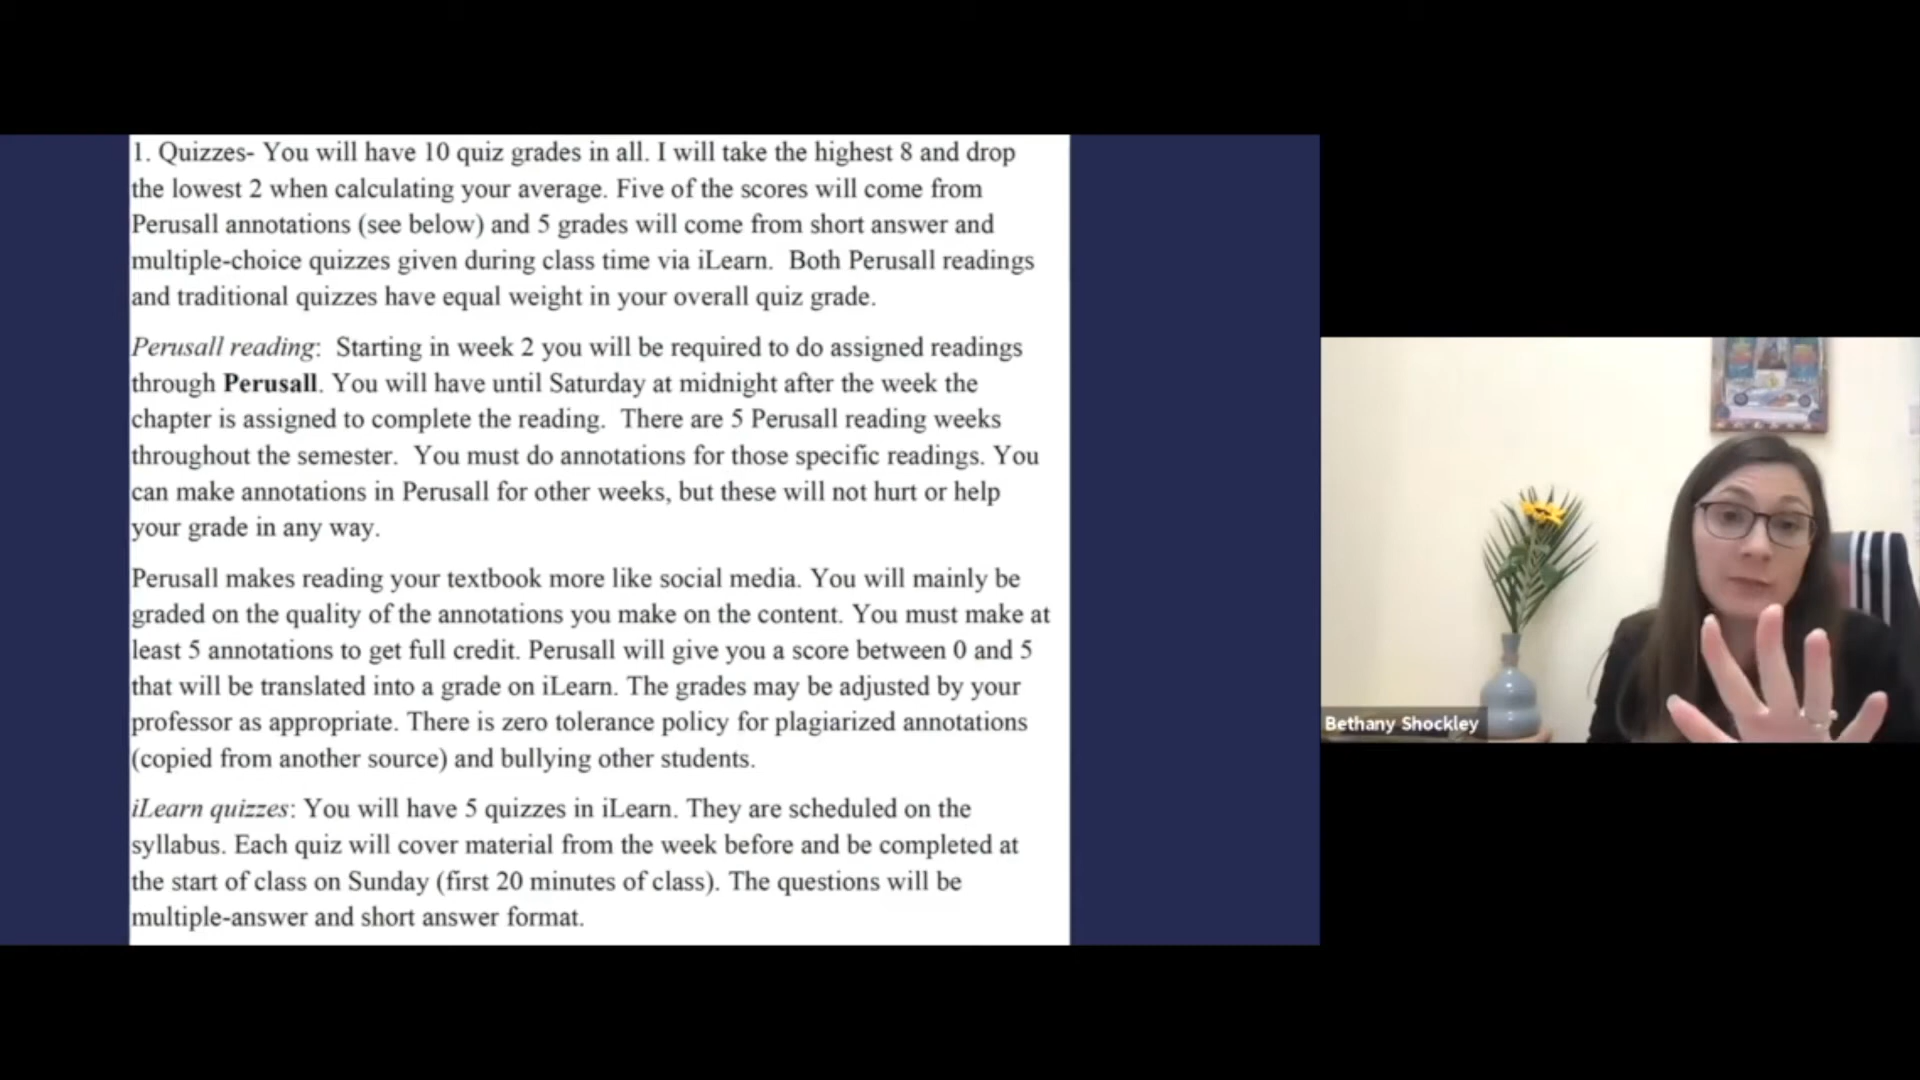 1. Quizzes- You will have 10 quiz grades in all. I will take the highest 8 and drop
the lowest 2 when calculating your average. Five of the scores will come from
Perusall annotations (see below) and 5 grades will come from short answer and
multiple-choice quizzes given during class time via iLearn.  Both Perusall readings
and traditional quizzes have equal weight in your overall quiz grade.
Perusall reading:  Starting in week 2 you will be required to do assigned readings
through Perusall. You will have until Saturday at midnight after the week the
chapter is assigned to complete the reading.  There are 5 Perusall reading weeks
throughout the semester.  You must do annotations for those specific readings. You
can make annotations in Perusall for other weeks, but these will not hurt or help
your grade in any way.
Perusall makes reading your textbook more like social media. You will mainly be
graded on the quality of the annotations you make on the content. You must make at
least 5 annotations to get full credit. Perusall will give you a score between 0 and 5
that will be translated into a grade on iLearn. The grades may be adjusted by your
professor as appropriate. There is zero tolerance policy for plagiarized annotations
(copied from another source) and bullying other students.
iLearn quizzes: You will have 5 quizzes in iLearn. They are scheduled on the
syllabus. Each quiz will cover material from the week before and be completed at
the start of class on Sunday (first 20 minutes of class). The questions will be
multiple-answer and short answer format.
Bethany Shockley